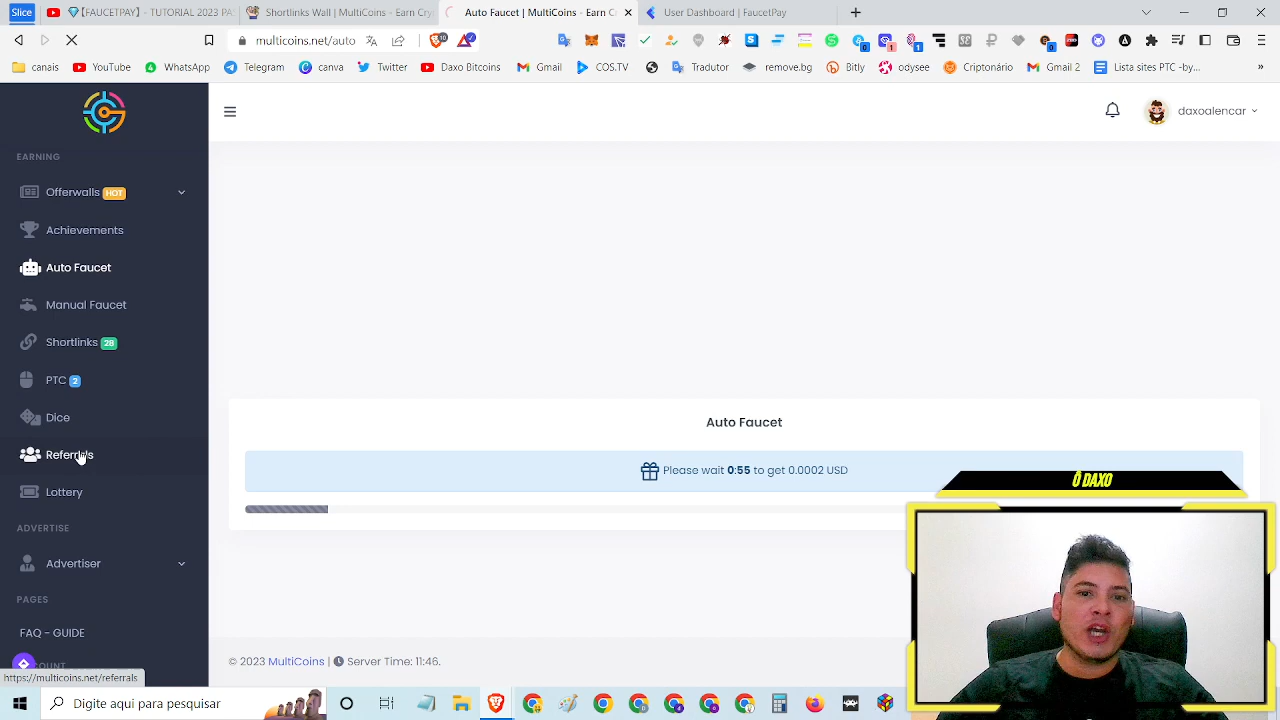 Slice
【FAUCETPAY】- TUTORIAL 2023 PA
Shortlinks Wall | MultiCoins - Earn Cry
Auto Faucet | MultiCoins - Earn C
User Dashboard - FaucetPay
multicoins.net/auto
canais
YouTube
WhatsApp
Telegram
canva
Twitter
Daxo Bitcoins
Gmail
COS.TV
Tradutor
remove.bg
Bitly
odysee
Criptonário
Gmail 2
Lista sites PTC -by...
»
daxoalencar
EARNING
Offerwalls HOT
Achievements
Auto Faucet
Manual Faucet
Shortlinks 28
PTC 2
Dice
Referrals
Lottery
ADVERTISE
Advertiser
PAGES
FAQ - GUIDE
OUNT
https://multicoins.net/referrals
Auto Faucet
Please wait 0:55 to get 0.0002 USD
Ô DAXO
© 2023 MultiCoins | Server Time: 11:46.
Digite aqui para pesquisar